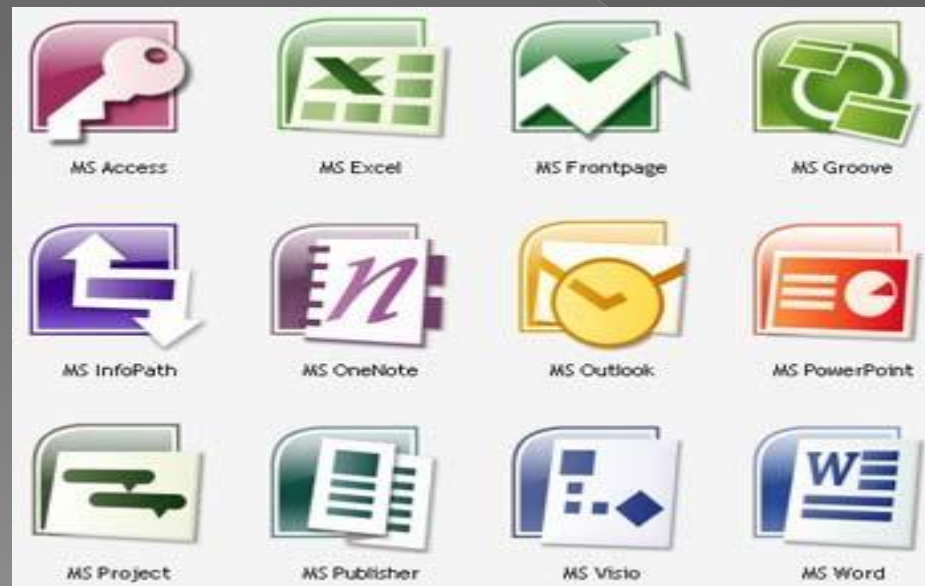 MS Access
MS Excel
MS Frontpage
MS Groove
MS InfoPath
n
MS OneNote
MS Outlook
MS PowerPoint
MS Project
MS Publisher
MS Visio
W
MS Word